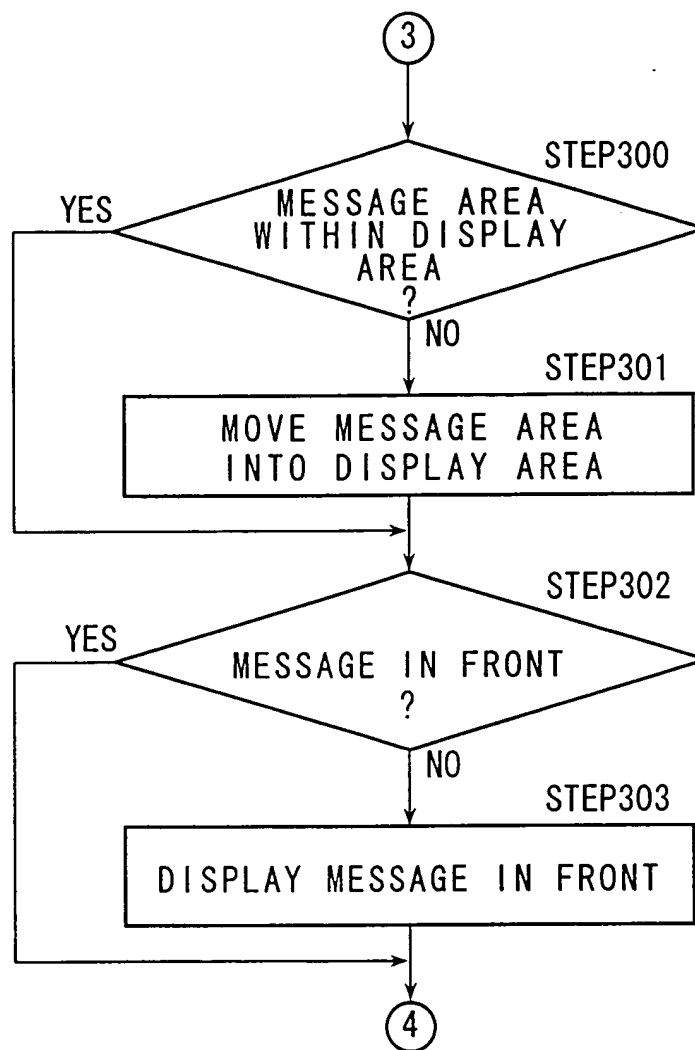 3
STEP300
YES
MESSAGE AREA
WITHIN DISPLAY
AREA
?
NO
STEP301
MOVE MESSAGE AREA
INTO DISPLAY AREA
STEP302
YES
MESSAGE IN FRONT
?
NO
STEP303
DISPLAY MESSAGE IN FRONT
4